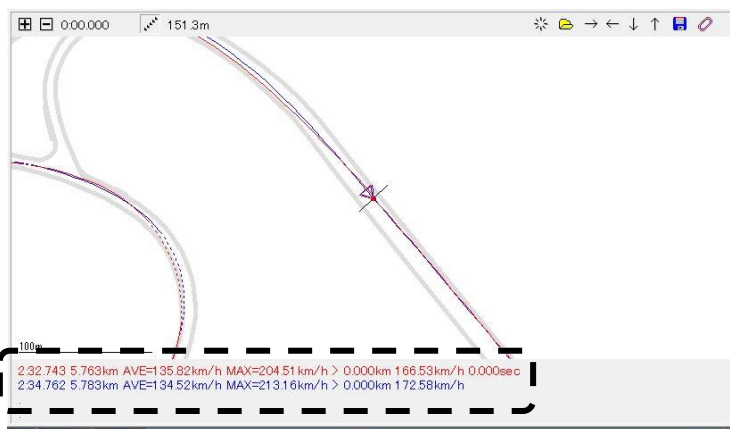 0:00.000 151.3m
100m
2:32.743 5.763km AVE=135.82km/h MAX=204.51km/h > 0.000km 166.53km/h 0.000sec
2:34.762 5.783km AVE=134.52km/h MAX=213.16km/h > 0.000km 172.58km/h